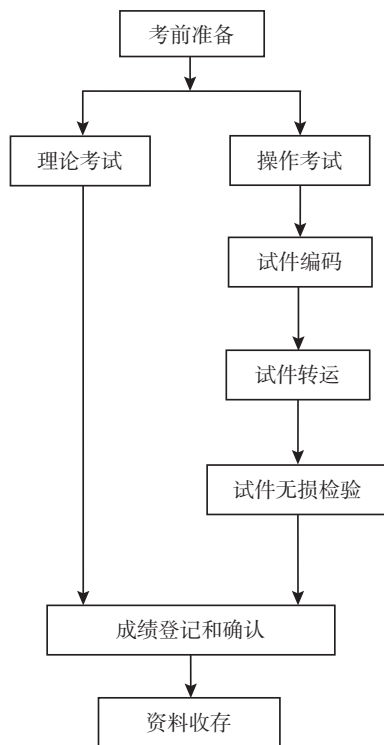 考前准备
理论考试
操作考试
试件编码
试件转运
试件无损检验
成绩登记和确认
资料收存